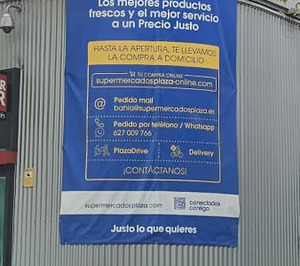 Los mejores productos
frescos y el mejor servicio
a un Precio Justo
HASTA LA APERTURA, TE LLEVAMOS
LA COMPRA A DOMICILIO
TU COMPRA ONLINE
supermercadosplaza-online.com
Pedido mail
bahia@supermercadosplaza.es
Pedido por teléfono / Whatsapp
627 009 766
PlazaDrive
Delivery
¡CONTÁCTANOS!
supermercadosplaza.com
conectados
contigo
Justo lo que quieres